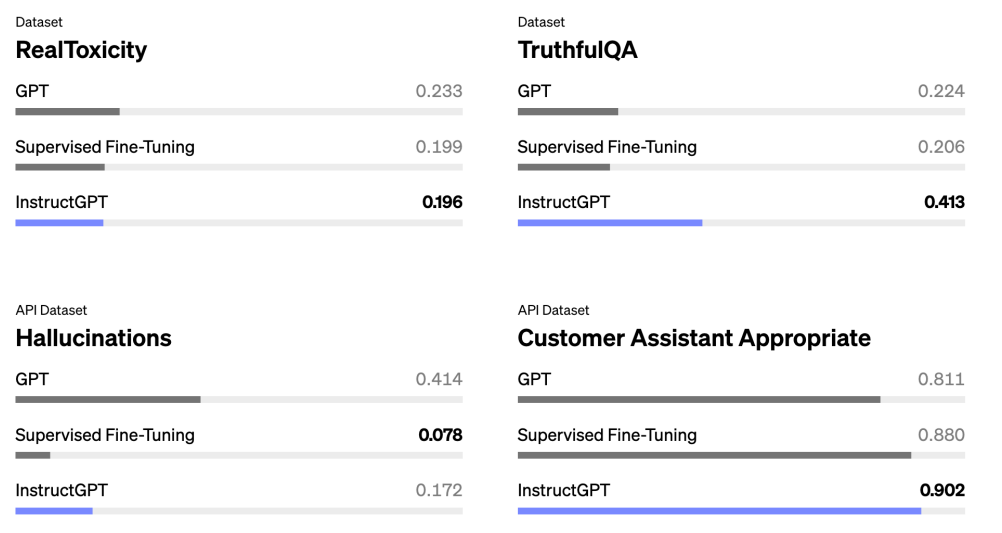 Dataset
RealToxicity
GPT 0.233
Supervised Fine-Tuning 0.199
InstructGPT 0.196
Dataset
TruthfulQA
GPT 0.224
Supervised Fine-Tuning 0.206
InstructGPT 0.413
API Dataset
Hallucinations
GPT 0.414
Supervised Fine-Tuning 0.078
InstructGPT 0.172
API Dataset
Customer Assistant Appropriate
GPT 0.811
Supervised Fine-Tuning 0.880
InstructGPT 0.902